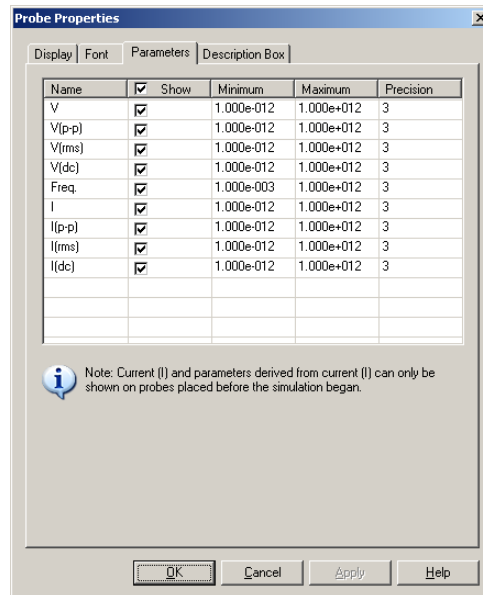 Probe Properties
Display Font Parameters Description Box
Name Show Minimum Maximum Precision
V 1.000e-012 1.000e+012 3
V(p-p) 1.000e-012 1.000e+012 3
V(rms) 1.000e-012 1.000e+012 3
V(dc) 1.000e-012 1.000e+012 3
Freq. 1.000e-003 1.000e+012 3
I 1.000e-012 1.000e+012 3
I(p-p) 1.000e-012 1.000e+012 3
I(rms) 1.000e-012 1.000e+012 3
I(dc) 1.000e-012 1.000e+012 3
Note: Current (I) and parameters derived from current (I) can only be
shown on probes placed before the simulation began.
OK Cancel Apply Help